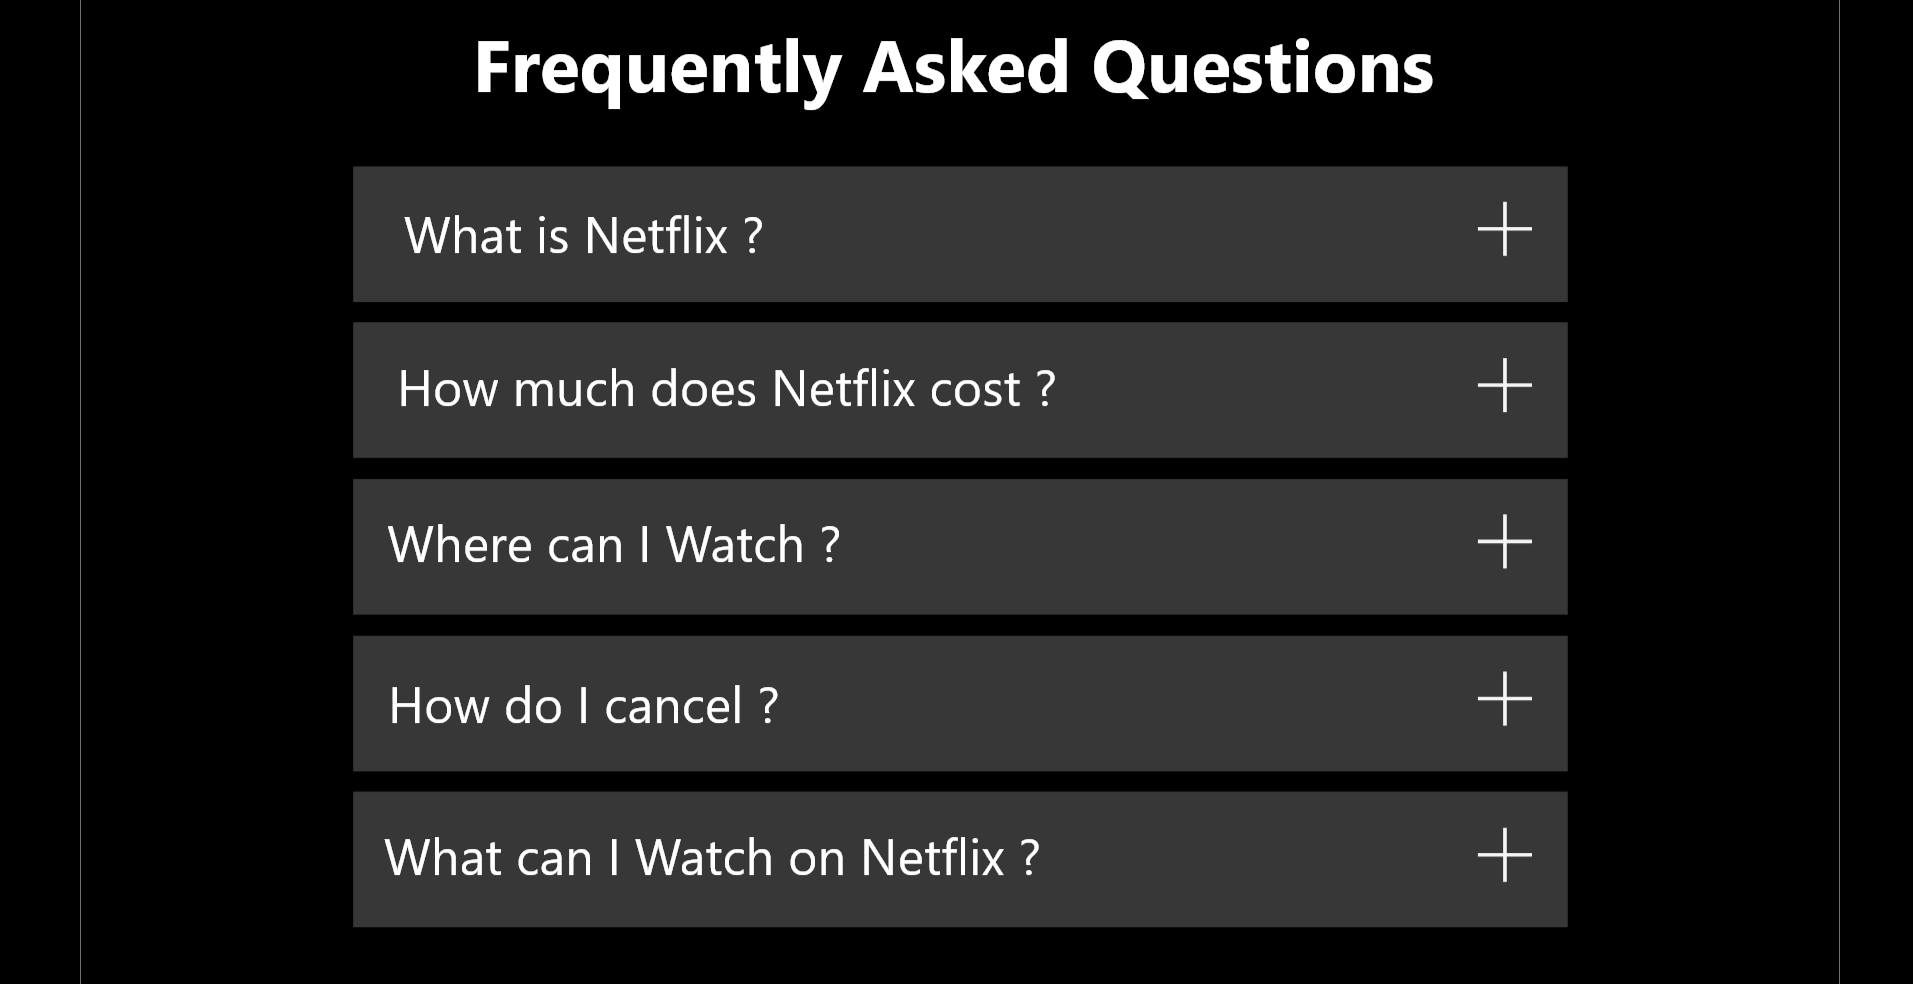 Frequently Asked Questions
What is Netflix ?
How much does Netflix cost ?
Where can I Watch ?
How do I cancel ?
What can I Watch on Netflix ?